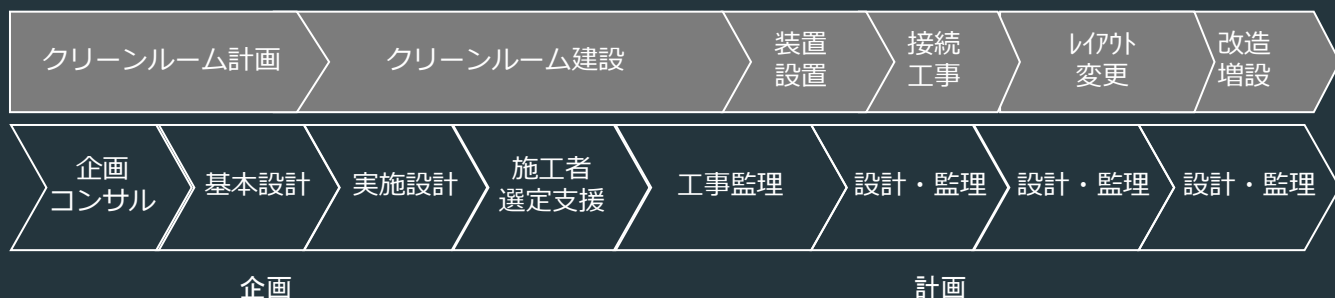 クリーンルーム計画
クリーンルーム建設
装置
設置
接続
工事
ﾚｲｱｳﾄ
変更
改造
増設
企画
コンサル
基本設計
実施設計
施工者
選定支援
工事監理
設計・監理
設計・監理
設計・監理
企画
計画